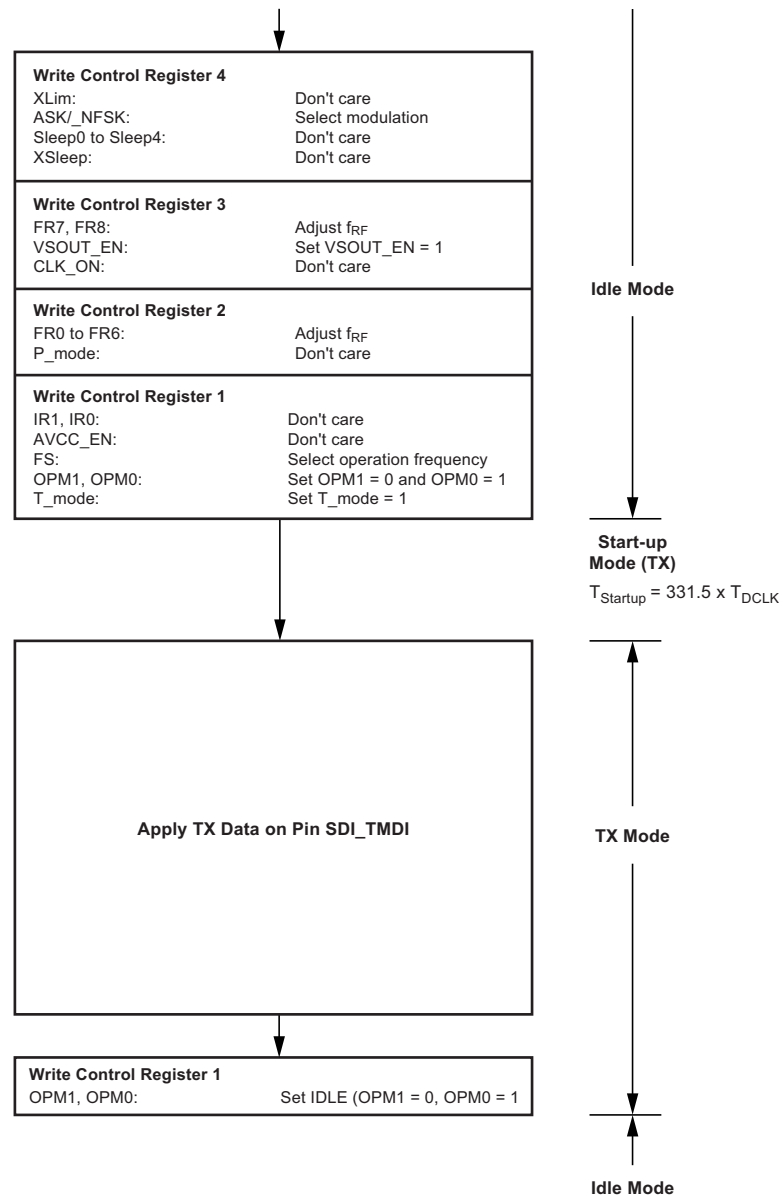 Write Control Register 4
XLim: Don't care
ASK/_NFSK: Select modulation
Sleep0 to Sleep4: Don't care
XSleep: Don't care
Write Control Register 3
FR7, FR8: Adjust fRF
VSOUT_EN: Set VSOUT_EN = 1
CLK_ON: Don't care
Idle Mode
Write Control Register 2
FR0 to FR6: Adjust fRF
P_mode: Don't care
Write Control Register 1
IR1, IR0: Don't care
AVCC_EN: Don't care
FS: Select operation frequency
OPM1, OPM0: Set OPM1 = 0 and OPM0 = 1
T_mode: Set T_mode = 1
Start-up
Mode (TX)
TStartup = 331.5 x TDCLK
Apply TX Data on Pin SDI_TMDI
TX Mode
Write Control Register 1
OPM1, OPM0: Set IDLE (OPM1 = 0, OPM0 = 1
Idle Mode